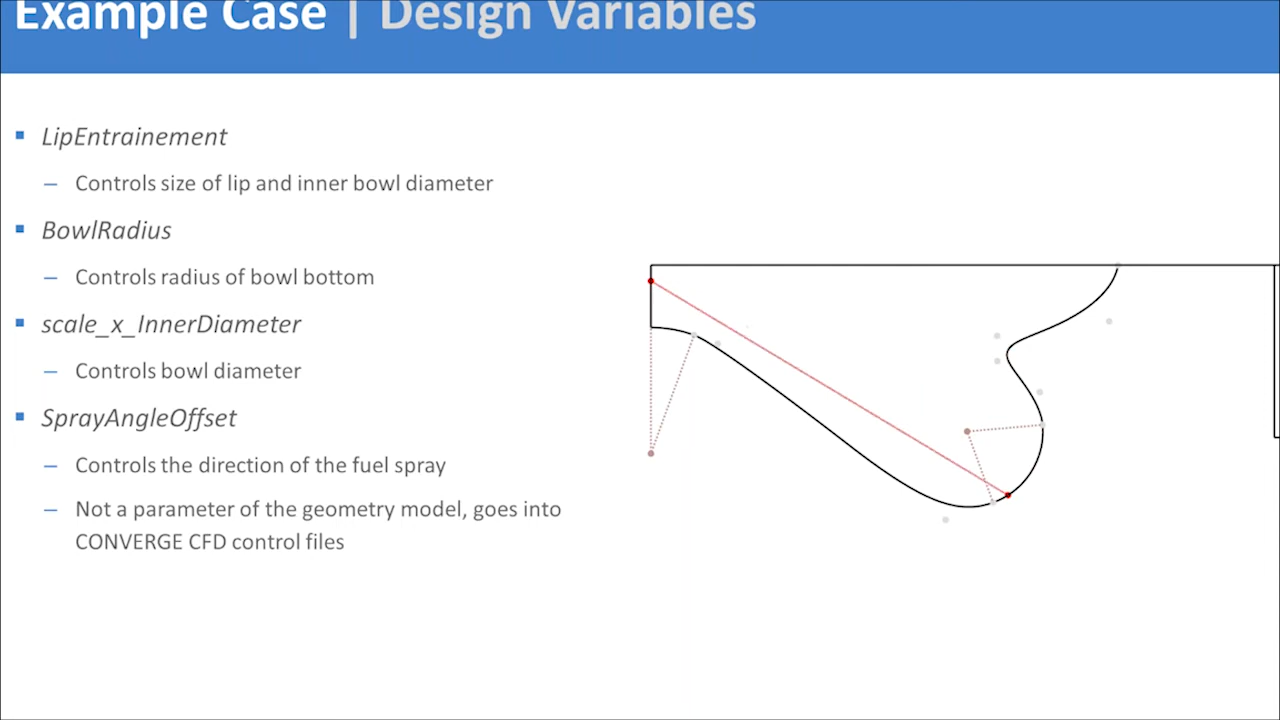 Example Case | Design Variables
LipEntrainement
– Controls size of lip and inner bowl diameter
BowlRadius
– Controls radius of bowl bottom
scale_x_InnerDiameter
– Controls bowl diameter
SprayAngleOffset
– Controls the direction of the fuel spray
– Not a parameter of the geometry model, goes into
CONVERGE CFD control files